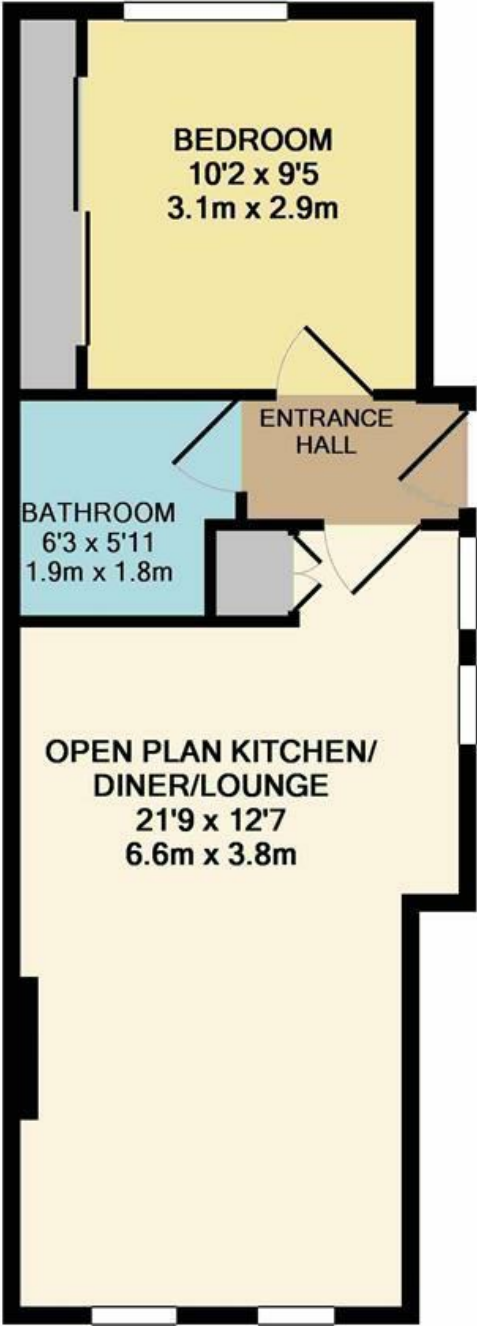 BEDROOM
10'2 x 9'5
3.1m x 2.9m
ENTRANCE
HALL
BATHROOM
6'3 x 5'11
1.9m x 1.8m
OPEN PLAN KITCHEN/
DINER/LOUNGE
21'9 x 12'7
6.6m x 3.8m